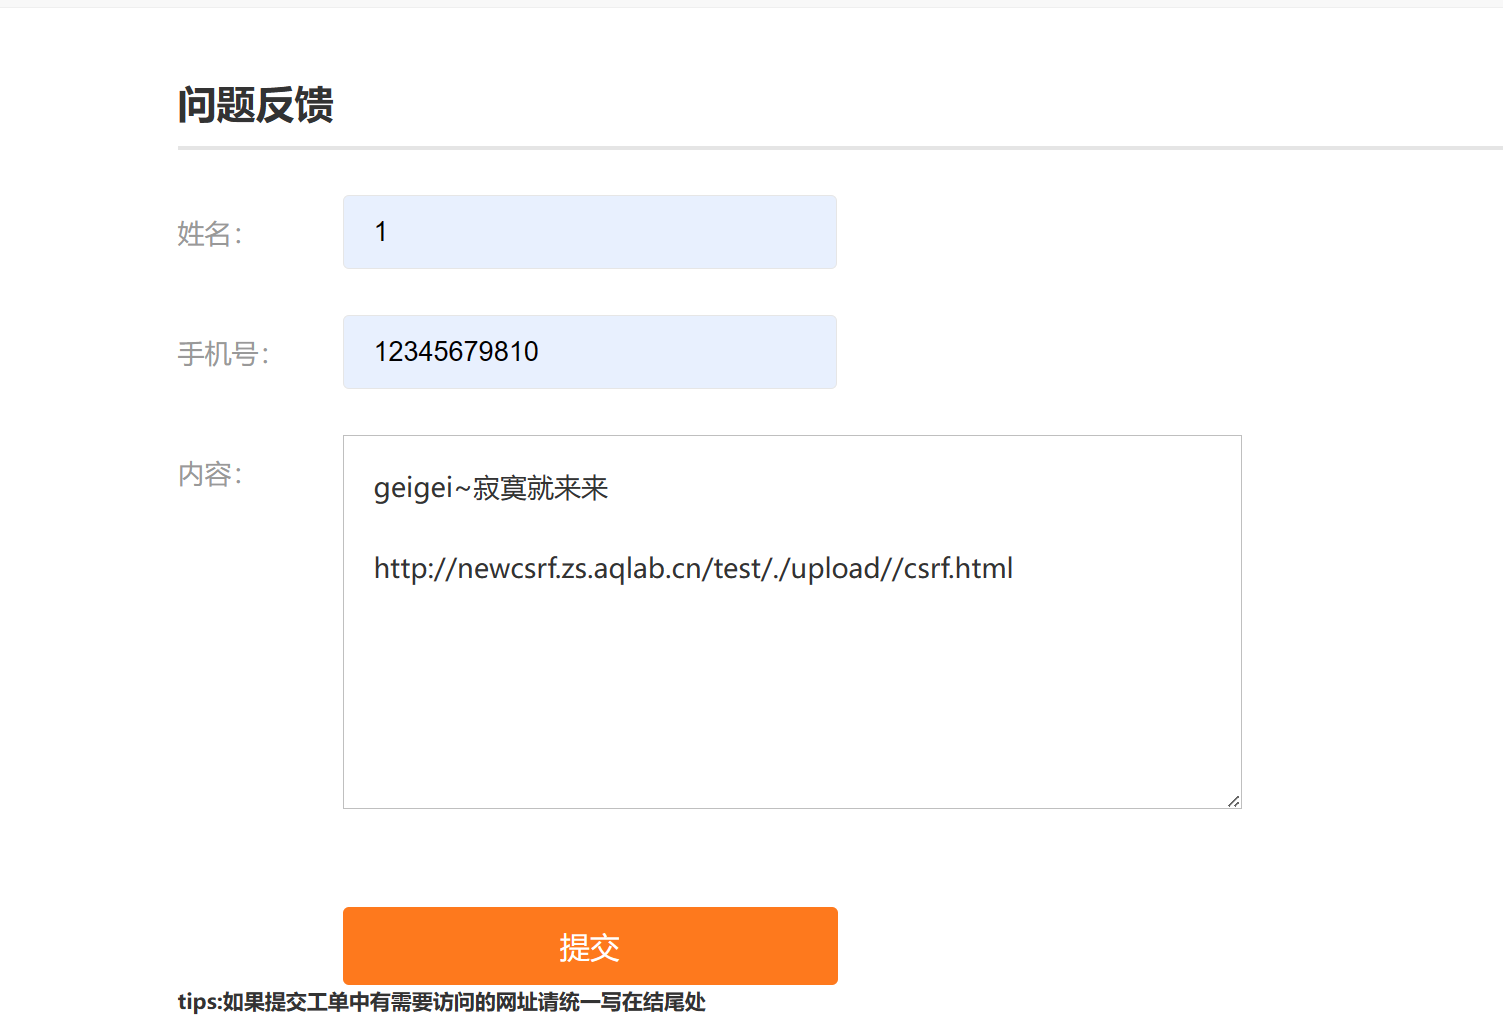 问题反馈
姓名：
1
手机号：
12345679810
内容：
geigei~寂寞就来来
http://newcsrf.zs.aqlab.cn/test/./upload//csrf.html
提交
tips:如果提交工单中有需要访问的网址请统一写在结尾处